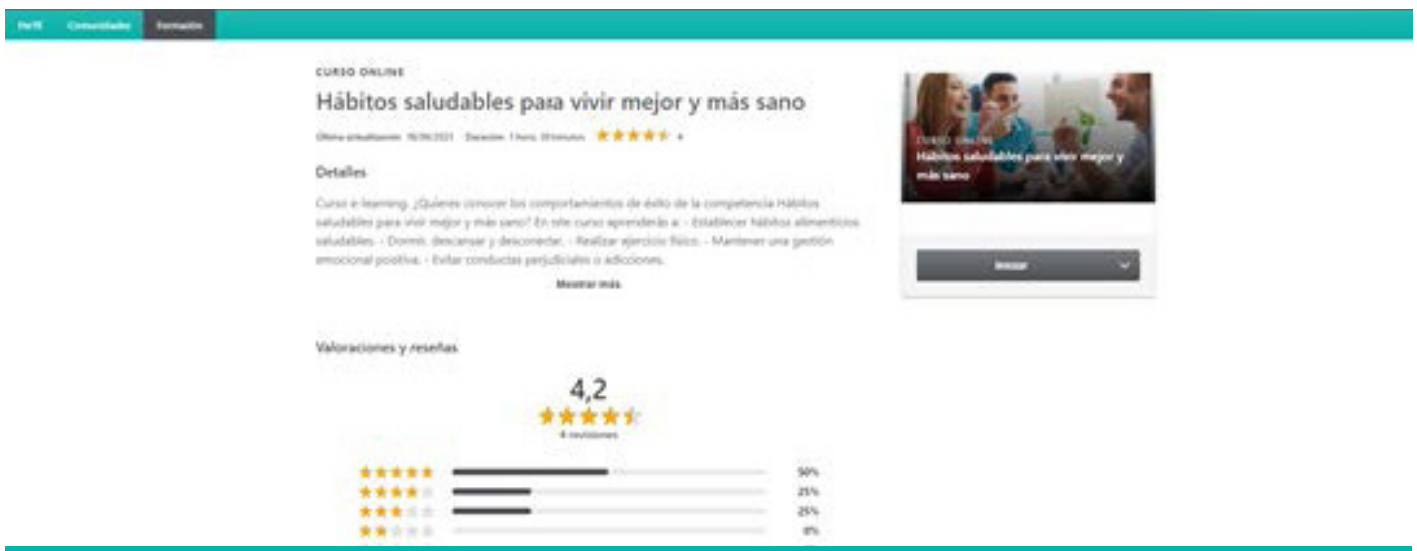 Perfil Comunidades Formación
CURSO ONLINE
Hábitos saludables para vivir mejor y más sano
Última actualización Duración 1 hora, 30 minutos 4
Detalles
Curso e-learning. ¿Quieres conocer los comportamientos de éxito de la competencia Hábitos
saludables para vivir mejor y más sano? En este curso aprenderás a: - Establecer hábitos alimenticios
saludables. - Dormir, descansar y desconectar. - Realizar ejercicio físico. - Mantener una gestión
emocional positiva. - Evitar conductas perjudiciales o adicciones.
Mostrar más
CURSO ONLINE
Hábitos saludables para vivir mejor y
más sano
Iniciar
Valoraciones y reseñas
4,2
4 revisiones
50%
25%
25%
0%